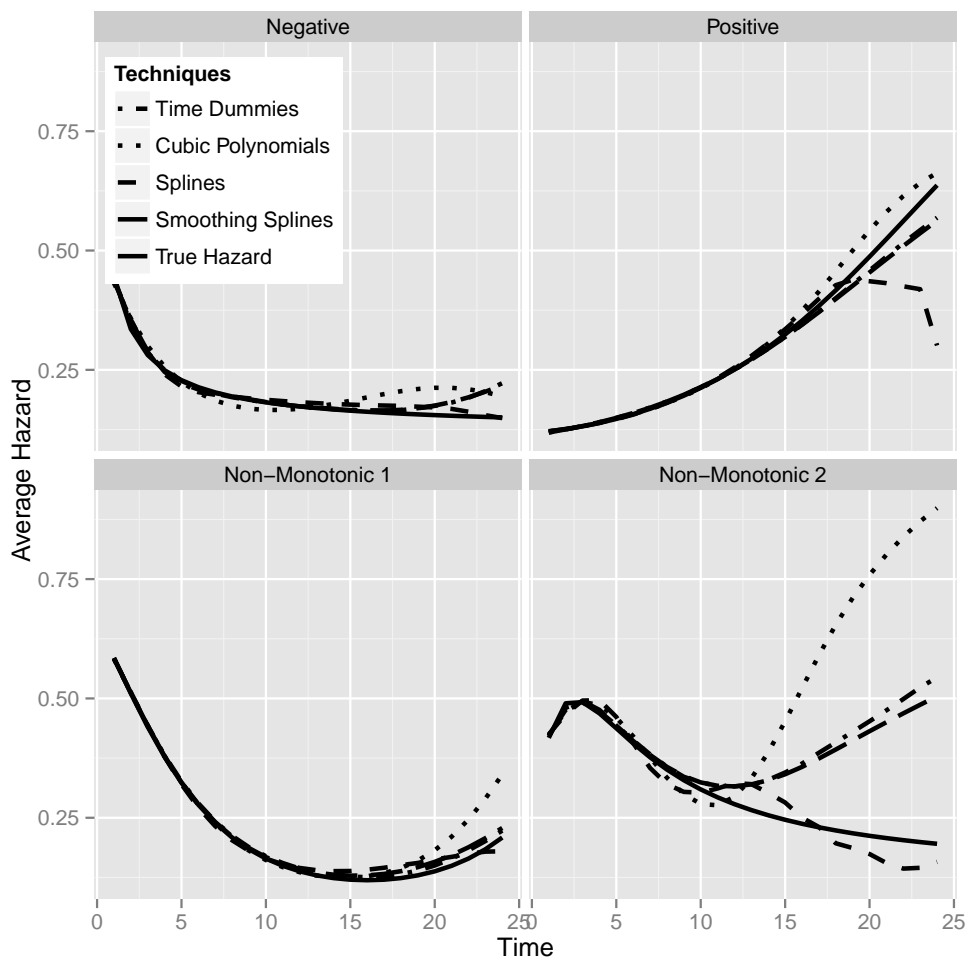 Negative
Positive
Techniques
Time Dummies
Cubic Polynomials
Splines
Smoothing Splines
True Hazard
0.75
0.50
0.25
Non−Monotonic 1
Non−Monotonic 2
0.75
0.50
0.25
0 5 10 15 20 25
0 5 10 15 20 25
Average Hazard
Time